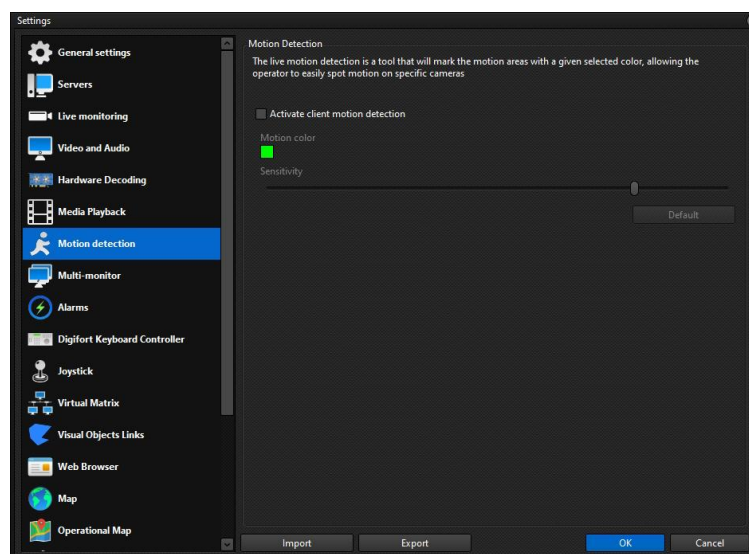 Settings
General settings
Servers
Live monitoring
Video and Audio
Hardware Decoding
Media Playback
Motion detection
Multi-monitor
Alarms
Digifort Keyboard Controller
Joystick
Virtual Matrix
Visual Objects Links
Web Browser
Map
Operational Map
Motion Detection
The live motion detection is a tool that will mark the motion areas with a given selected color, allowing the
operator to easily spot motion on specific cameras
Activate client motion detection
Motion color
Sensitivity
Default
Import
Export
OK
Cancel